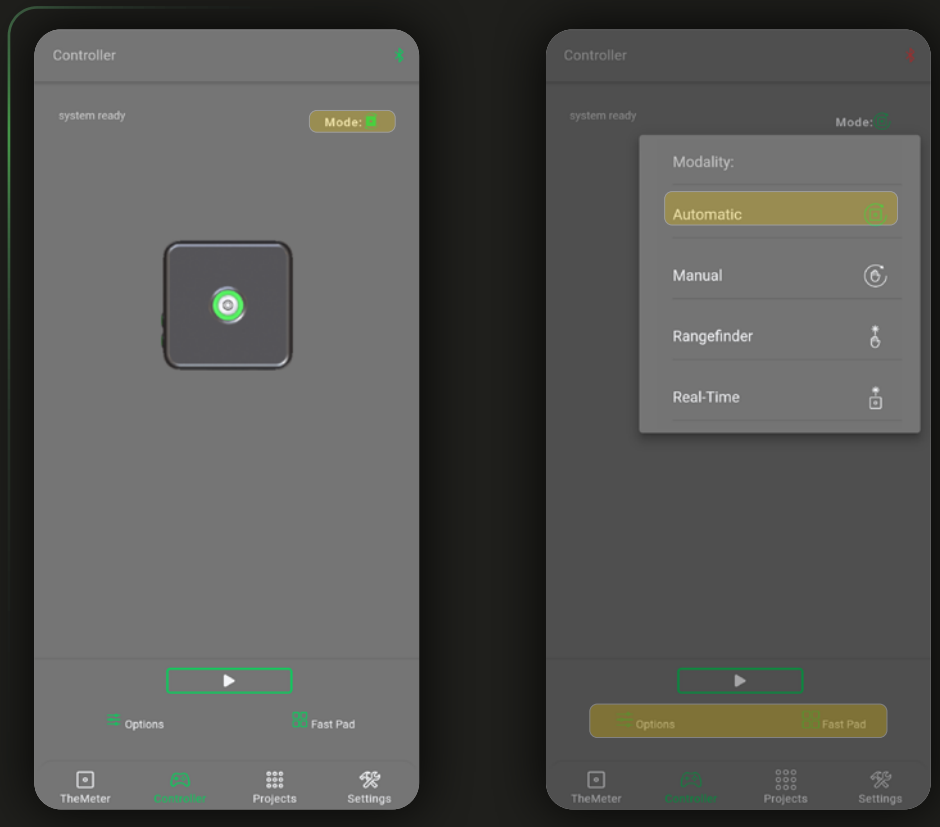 Controller
system ready
Mode:
Options
Fast Pad
TheMeter
Controller
Projects
Settings
Controller
system ready
Mode:
Modality:
Automatic
Manual
Rangefinder
Real-Time
Options
Fast Pad
TheMeter
Controller
Projects
Settings